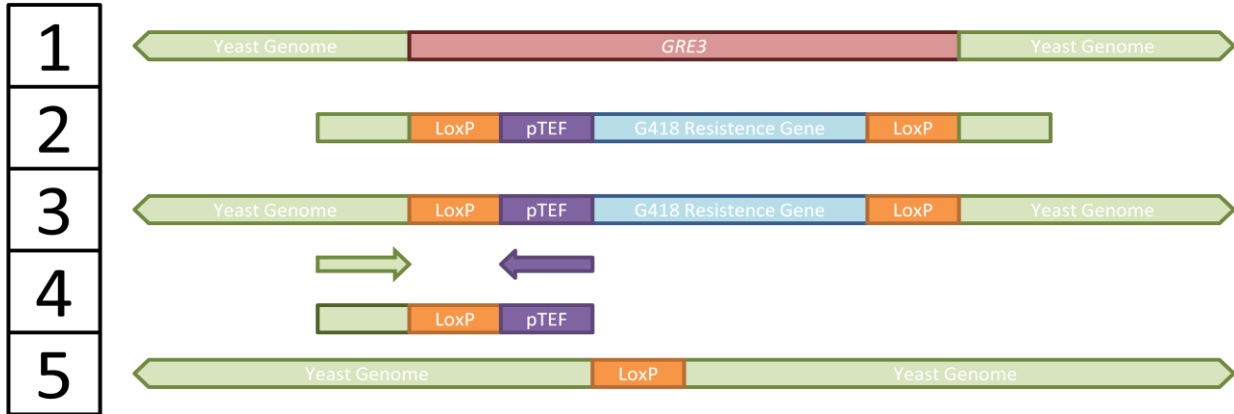 1
Yeast Genome GRE3 Yeast Genome
2
LoxP pTEF G418 Resistence Gene LoxP
3
Yeast Genome LoxP pTEF G418 Resistence Gene LoxP Yeast Genome
4
LoxP pTEF
5
Yeast Genome LoxP Yeast Genome